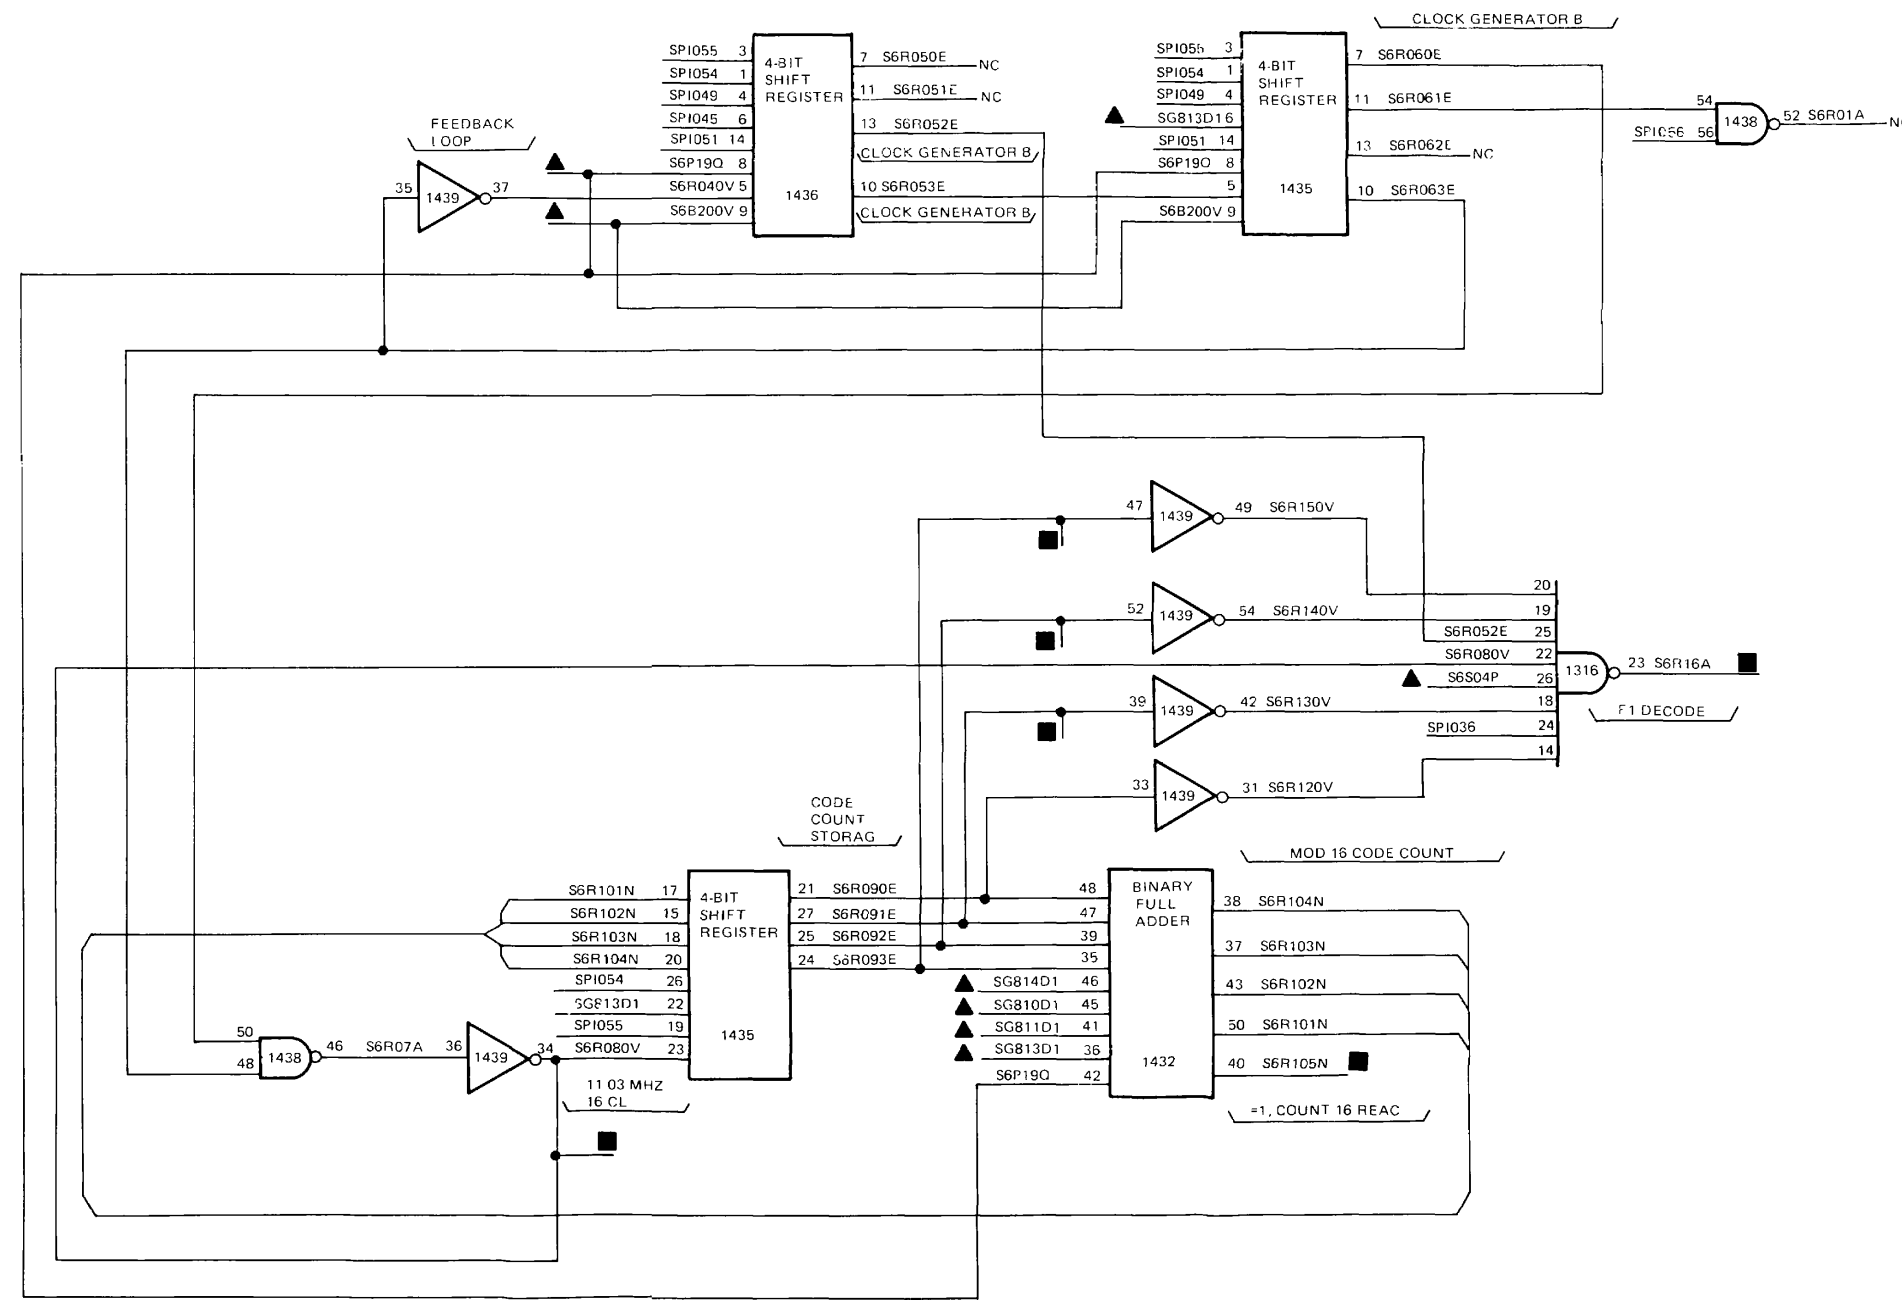 CLOCK GENERATOR B
FEEDBACK
LOOP
35 1439 37
SPI055 3
SPI054 1
SPI049 4
SPI045 6
SPI051 14
S6P19Q 8
S6R040V 5
S6B200V 9
4-BIT
SHIFT
REGISTER
1436
7 S6R050E NC
11 S6R051E NC
13 S6R052E
CLOCK GENERATOR B
10 S6R053E
CLOCK GENERATOR B
SPI055 3
SPI054 1
SPI049 4
SG813D1 6
SPI051 14
S6P19Q 8
5
S6B200V 9
4-BIT
SHIFT
REGISTER
1435
7 S6R060E
11 S6R061E
13 S6R062E NC
10 S6R063E
54
SPI056 56
1438
52 S6R01A
47 1439 49 S6R150V
52 1439 54 S6R140V
39 1439 42 S6R130V
33 1439 31 S6R120V
20
19
S6R052E 25
S6R080V 22
S6S04P 26
18
SPI036 24
14
1316
23 S6R16A
F1 DECODE
CODE
COUNT
STORAG
MOD 16 CODE COUNT
S6R101N 17
S6R102N 15
S6R103N 18
S6R104N 20
SPI054 26
SG813D1 22
SPI055 19
S6R080V 23
4-BIT
SHIFT
REGISTER
1435
21 S6R090E
27 S6R091E
25 S6R092E
24 S6R093E
48
47
39
35
SG814D1 46
SG810D1 45
SG811D1 41
SG813D1 36
S6P19Q 42
BINARY
FULL
ADDER
1432
38 S6R104N
37 S6R103N
43 S6R102N
50 S6R101N
40 S6R105N
=1, COUNT 16 REAC
50
48
1438
46 S6R07A 36
1439
34
11 03 MHZ
16 CL